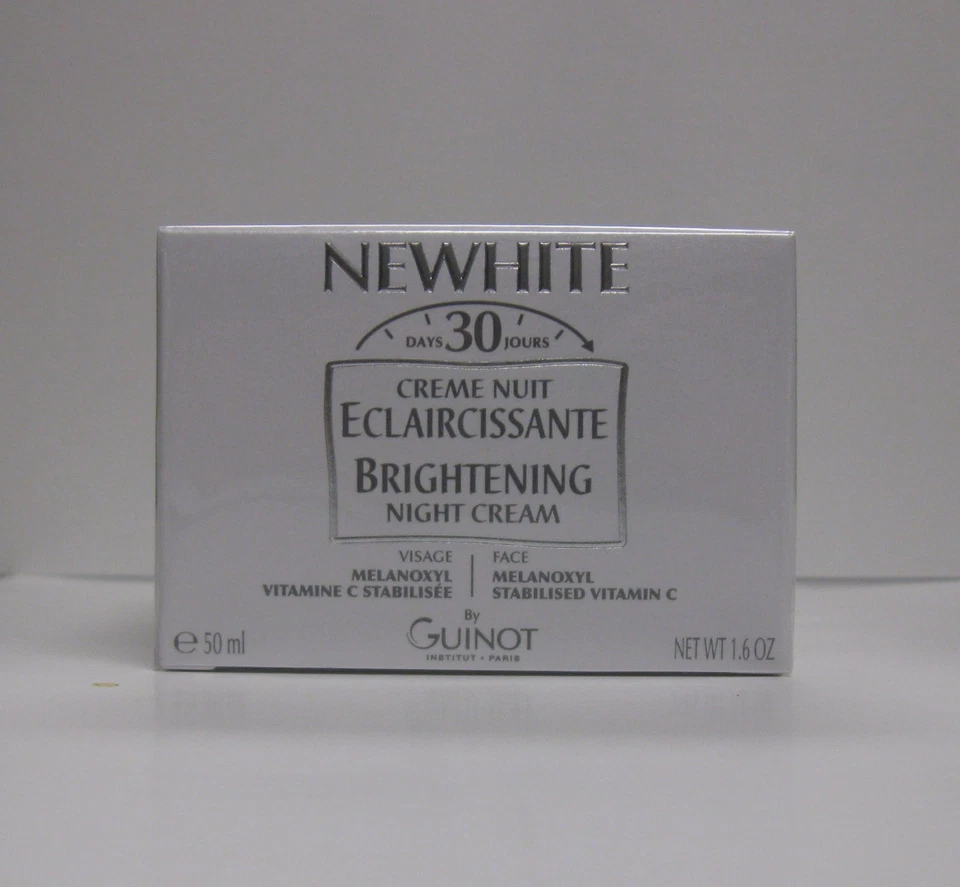 NEWHITE
DAYS 30 JOURS
CREME NUIT
ECLAIRCISSANTE
BRIGHTENING
NIGHT CREAM
VISAGE
MELANOXYL
VITAMINE C STABILISÉE
FACE
MELANOXYL
STABILISED VITAMIN C
By
GUINOT
INSTITUT • PARIS
℮ 50 ml
NET WT 1.6 OZ